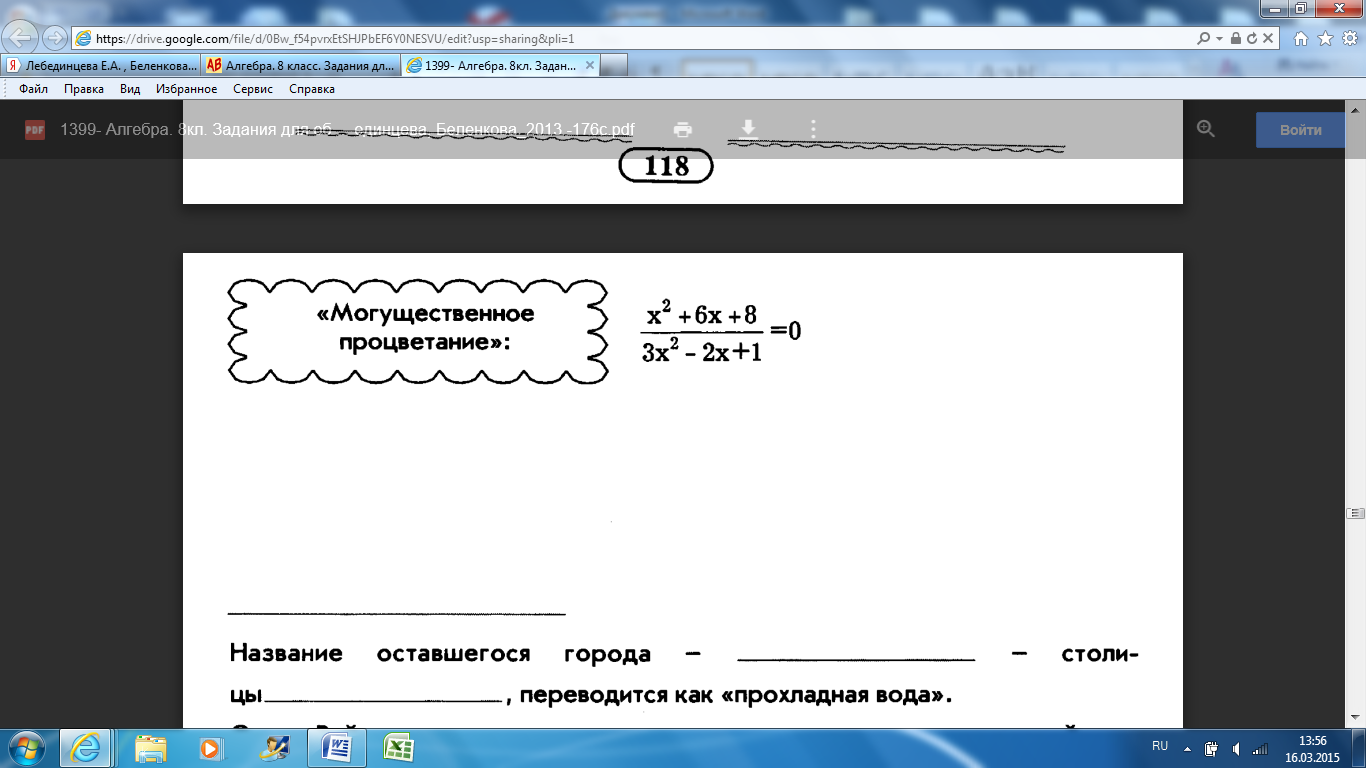 https://drive.google.com/file/d/0Bw_f54pvrxEtSHJPbEF6Y0NESVU/edit?usp=sharing&pli=1
Лебединцева Е.А. , Беленкова... Алгебра. 8 класс. Задания дл... 1399- Алгебра. 8кл. Задан...
Файл Правка Вид Избранное Сервис Справка
PDF 1399- Алгебра. 8кл. Задания для об ... единцева, Беленкова_2013 -176с.pdf Войти
118
«Могущественное
процветание»:
x² + 6x + 8
3x² - 2x + 1 = 0
Название оставшегося города – ــ – столи-
цы , переводится как «прохладная вода».
RU 13:56
16.03.2015